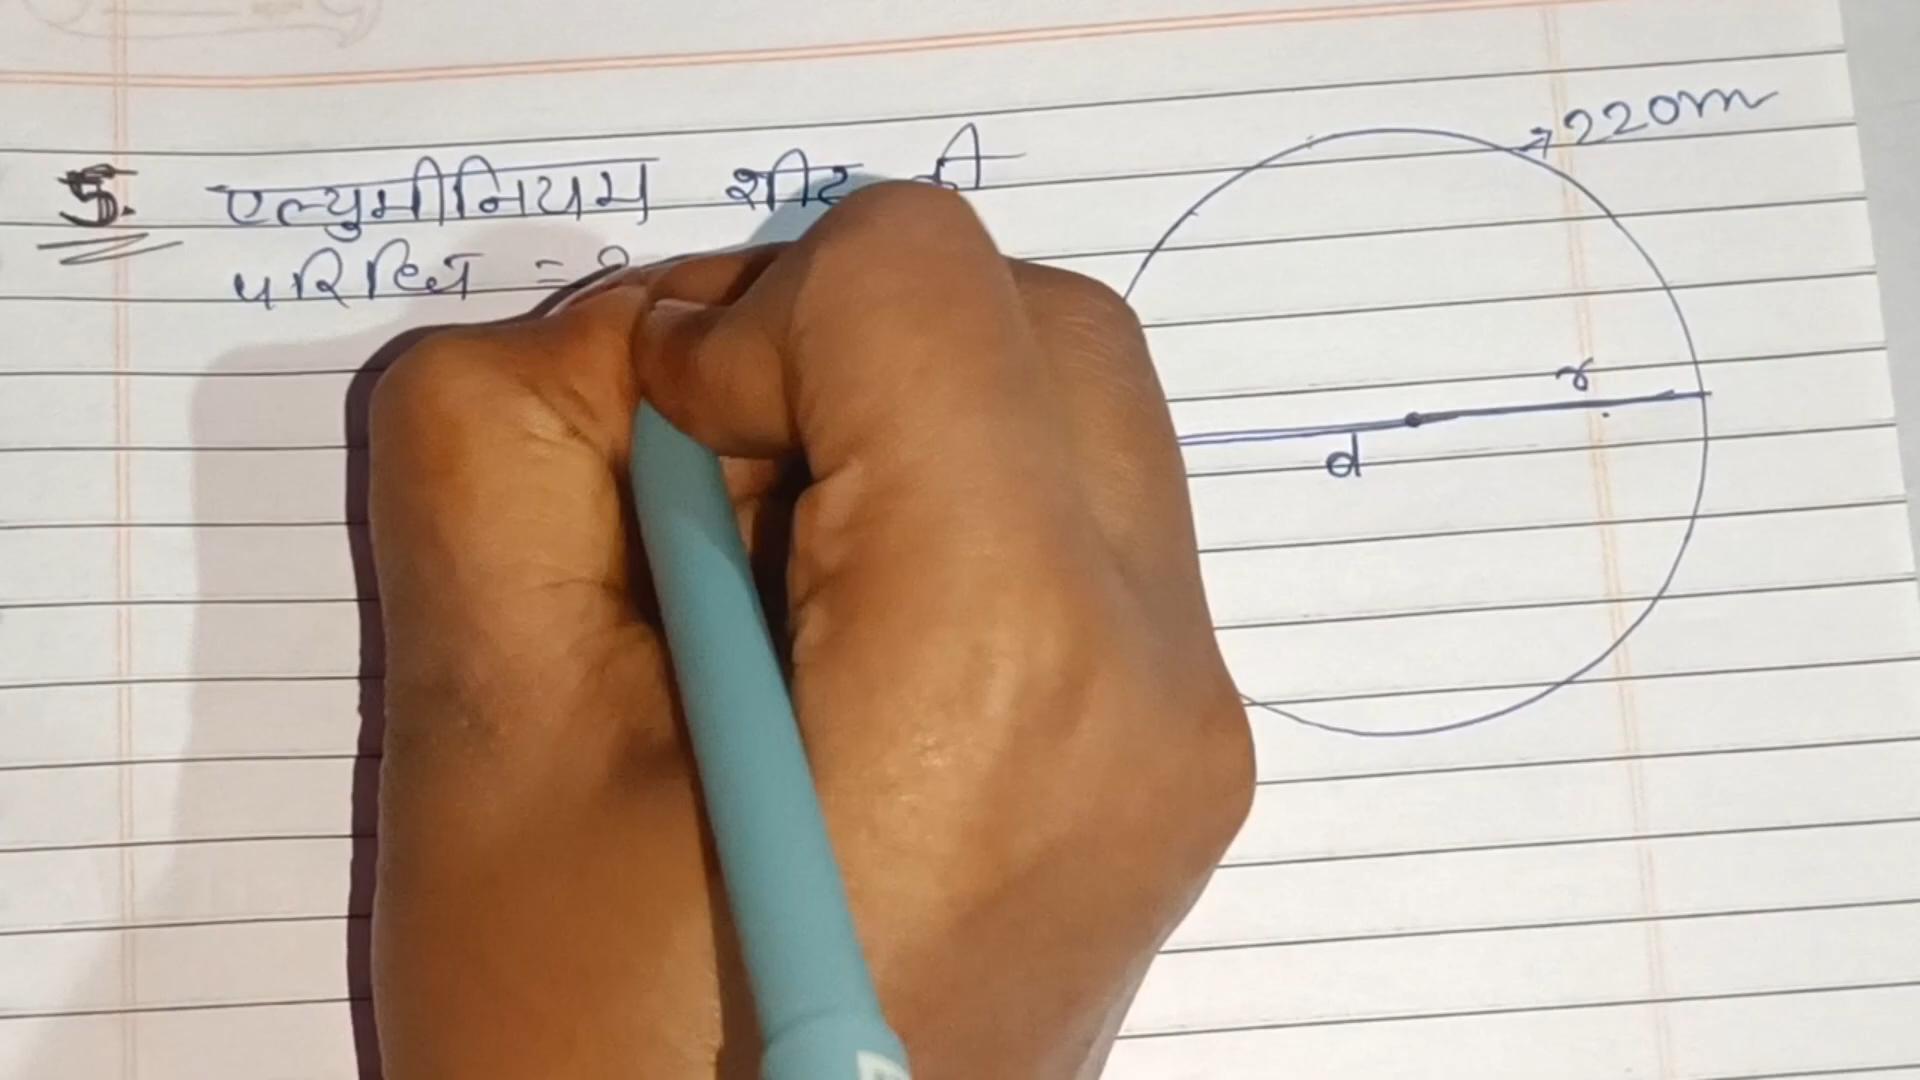 5. एल्युमीनियम शीट की
परिधि =
220m
r
d